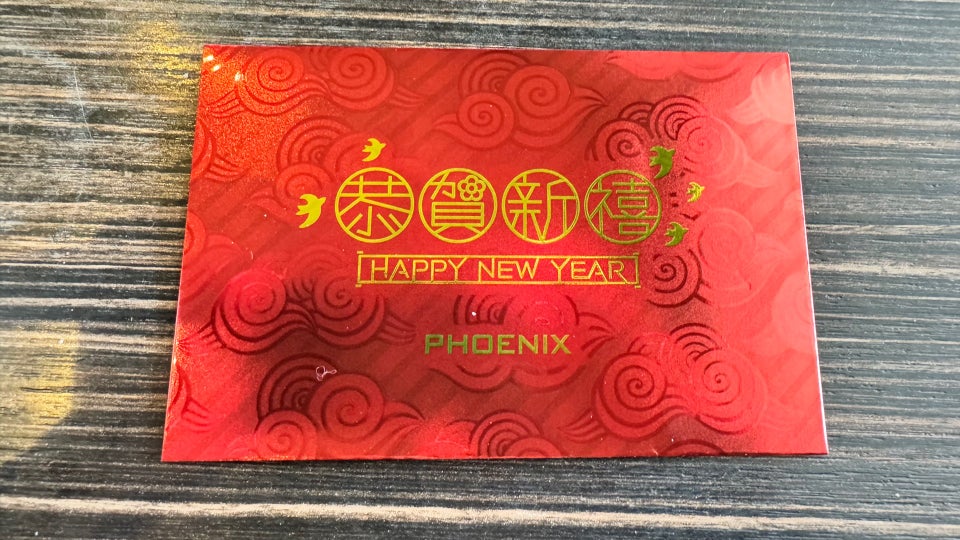 恭賀新禧
HAPPY NEW YEAR
PHOENIX